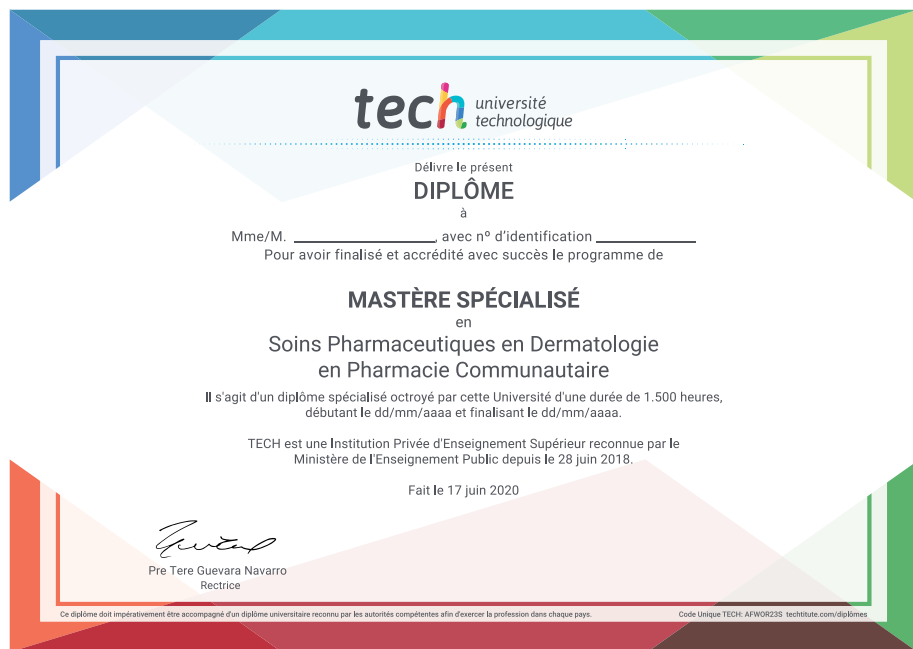 tech université
technologique
Délivre le présent
DIPLÔME
à
Mme/M. , avec nº d'identification
Pour avoir finalisé et accrédité avec succès le programme de
MASTÈRE SPÉCIALISÉ
en
Soins Pharmaceutiques en Dermatologie
en Pharmacie Communautaire
Il s'agit d'un diplôme spécialisé octroyé par cette Université d'une durée de 1.500 heures,
débutant le dd/mm/aaaa et finalisant le dd/mm/aaaa.
TECH est une Institution Privée d'Enseignement Supérieur reconnue par le
Ministère de l'Enseignement Public depuis le 28 juin 2018.
Fait le 17 juin 2020
Pre Tere Guevara Navarro
Rectrice
Ce diplôme doit impérativement être accompagné d'un diplôme universitaire reconnu par les autorités compétentes afin d'exercer la profession dans chaque pays. Code Unique TECH: AFWOR23S techtitute.com/diplômes